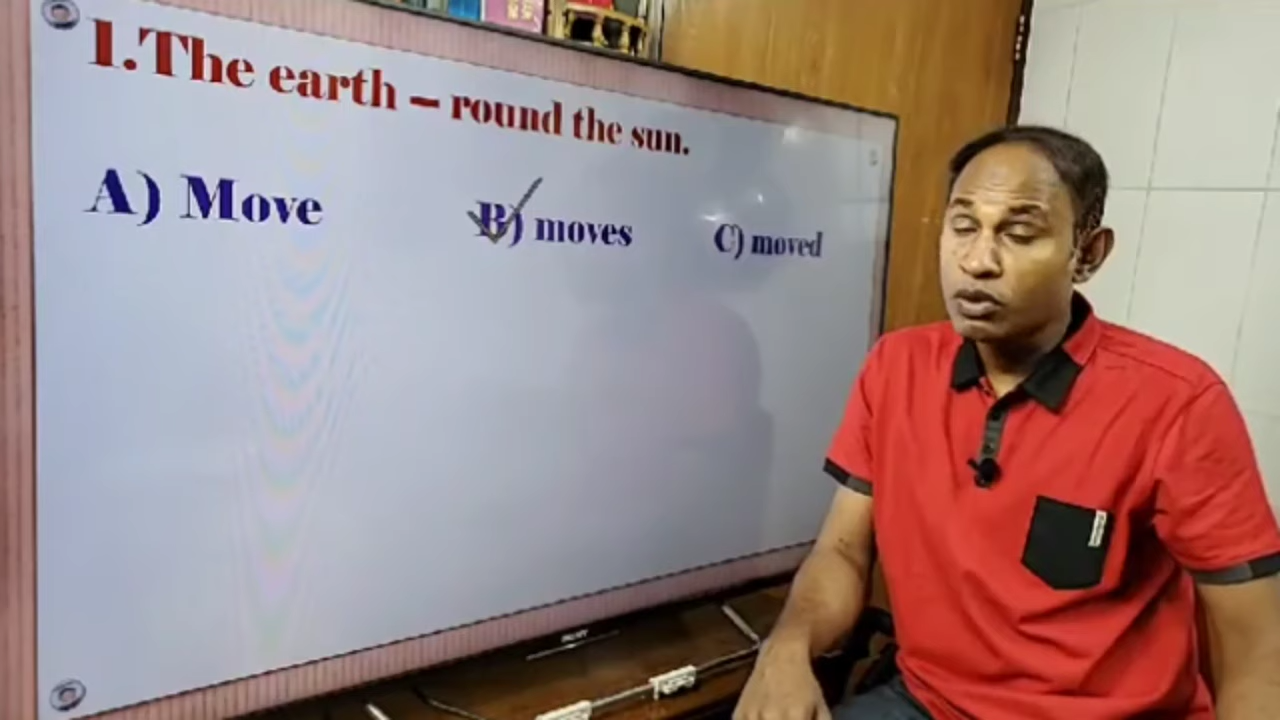 1.The earth – round the sun.
A) Move B) moves C) moved